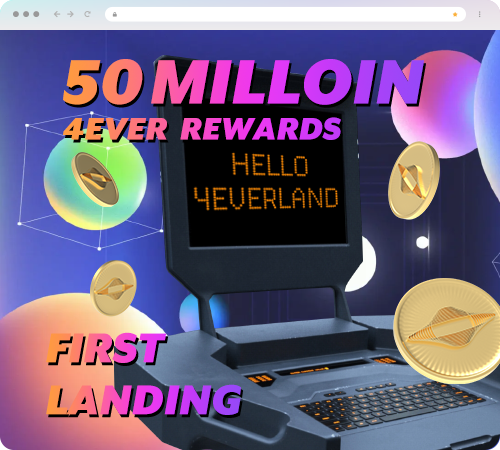 50 MILLOIN
4EVER REWARDS
HELLO
4EVERLAND
FIRST
LANDING